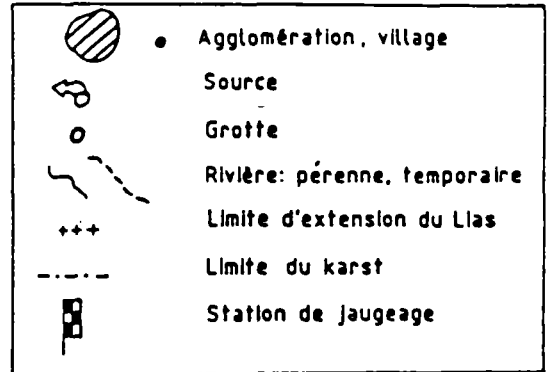 Agglomération, village
Source
Grotte
Rivière: pérenne, temporaire
Limite d'extension du Lias
Limite du karst
Station de jaugeage